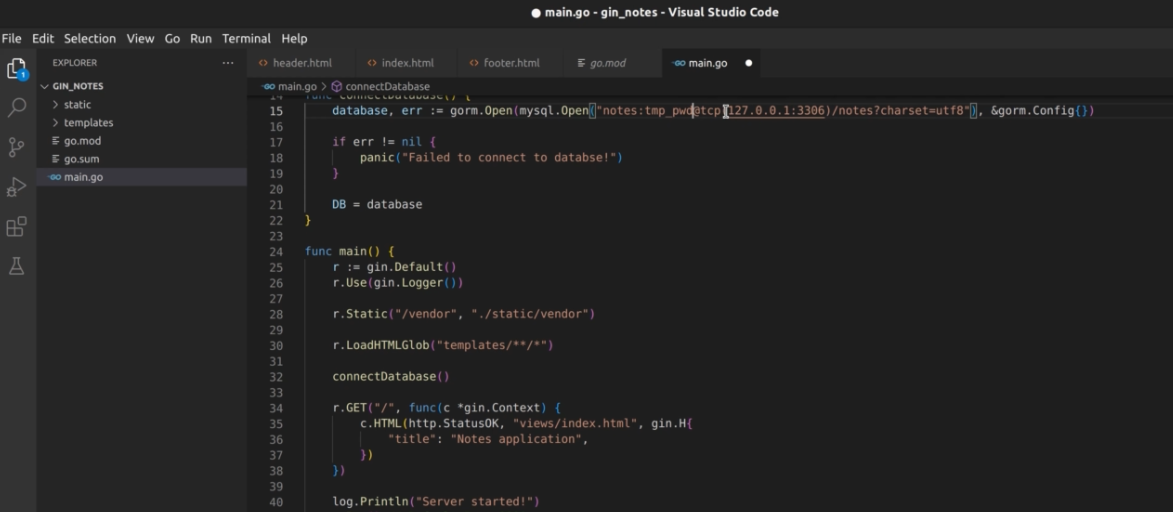 main.go - gin_notes - Visual Studio Code
File Edit Selection View Go Run Terminal Help
EXPLORER
header.html index.html footer.html go.mod main.go
GIN_NOTES
static
templates
go.mod
go.sum
main.go
1
main.go > connectDatabase
14 func connectDatabase() {
15 database, err := gorm.Open(mysql.Open("notes:tmp_pwd@tcp(127.0.0.1:3306)/notes?charset=utf8"), &gorm.Config{})
16
17 if err != nil {
18 panic("Failed to connect to databse!")
19 }
20
21 DB = database
22 }
23
24 func main() {
25 r := gin.Default()
26 r.Use(gin.Logger())
27
28 r.Static("/vendor", "./static/vendor")
29
30 r.LoadHTMLGlob("templates/**/*")
31
32 connectDatabase()
33
34 r.GET("/", func(c *gin.Context) {
35 c.HTML(http.StatusOK, "views/index.html", gin.H{
36 "title": "Notes application",
37 })
38 })
39
40 log.Println("Server started!")